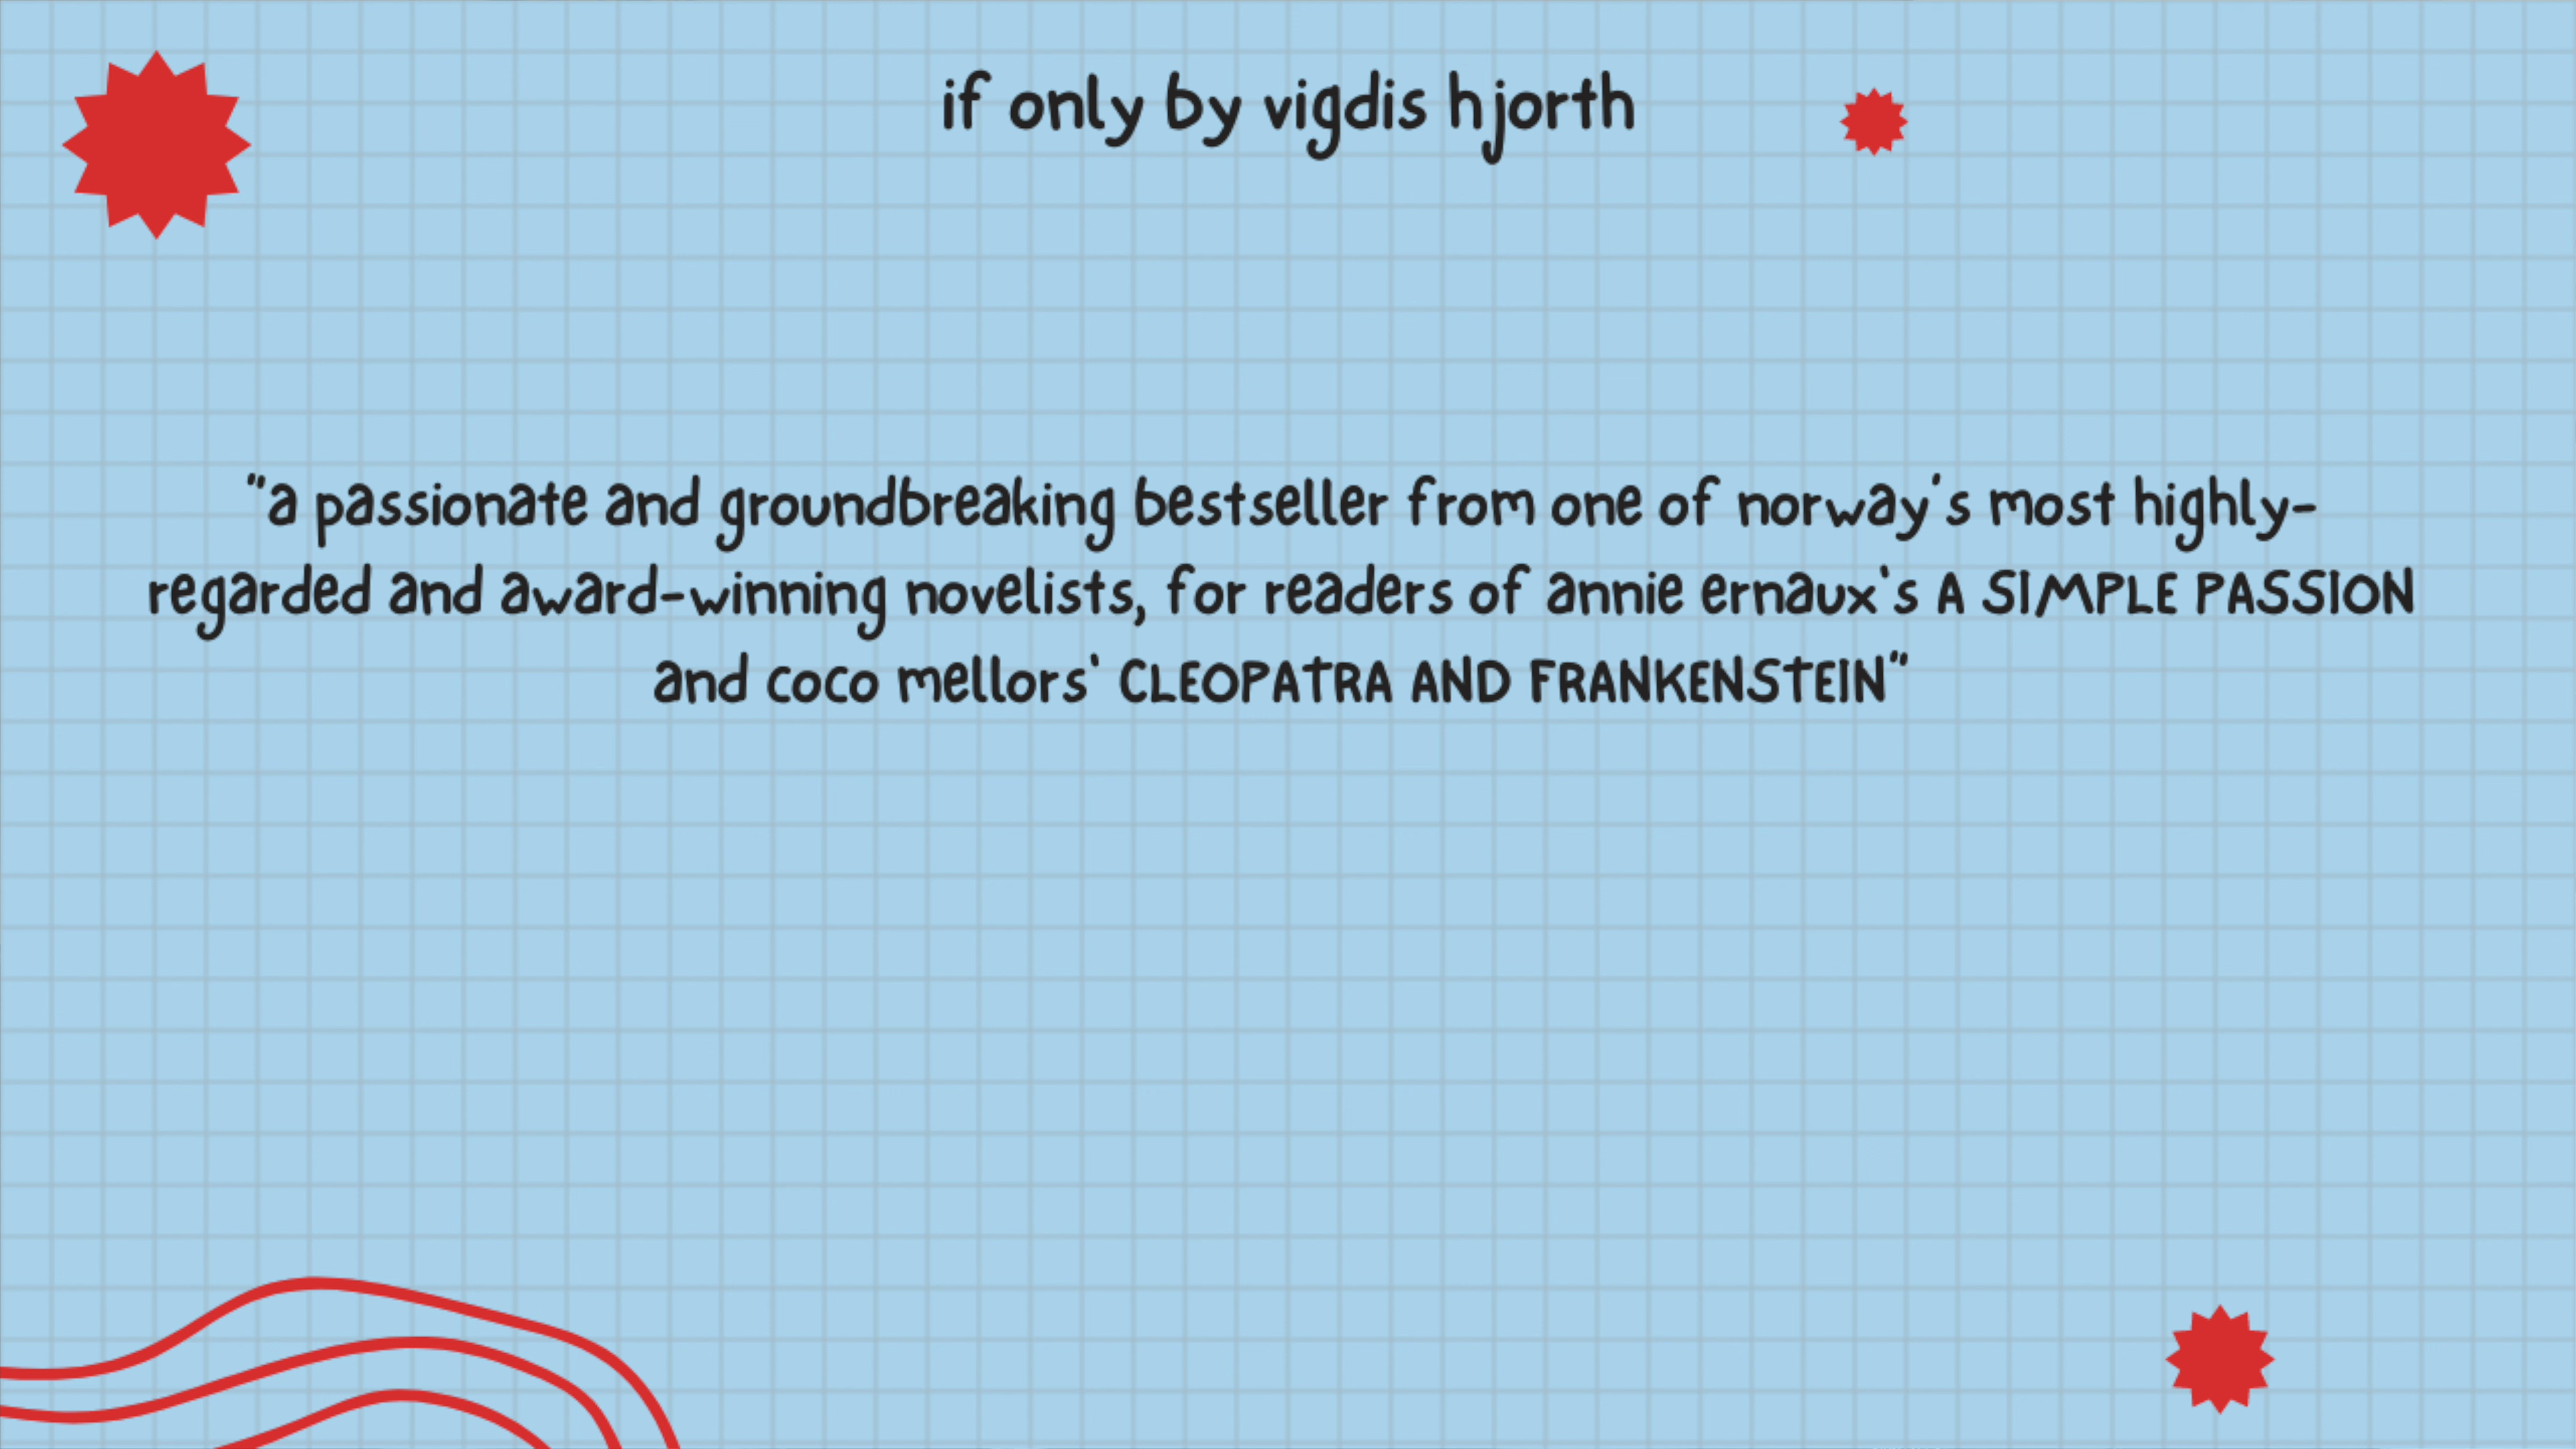 if only by vigdis hjorth
"a passionate and groundbreaking bestseller from one of norway's most highly-
regarded and award-winning novelists, for readers of annie ernaux's A SIMPLE PASSION
and coco mellors' CLEOPATRA AND FRANKENSTEIN"